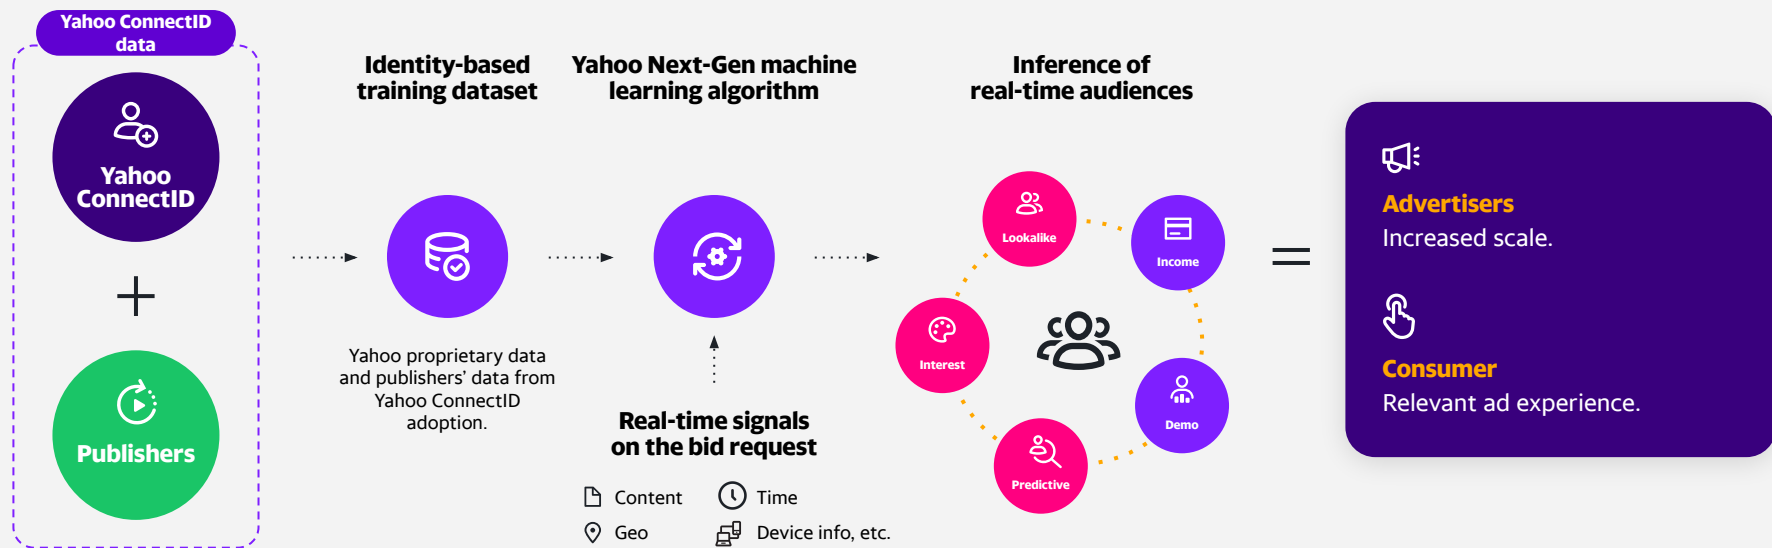 Yahoo ConnectID
data
Yahoo
ConnectID
Publishers
Identity-based
training dataset
Yahoo proprietary data
and publishers’ data from
Yahoo ConnectID
adoption.
Yahoo Next-Gen machine
learning algorithm
Real-time signals
on the bid request
Content
Time
Geo
Device info, etc.
Inference of
real-time audiences
Lookalike
Income
Interest
Demo
Predictive
=
Advertisers
Increased scale.
Consumer
Relevant ad experience.